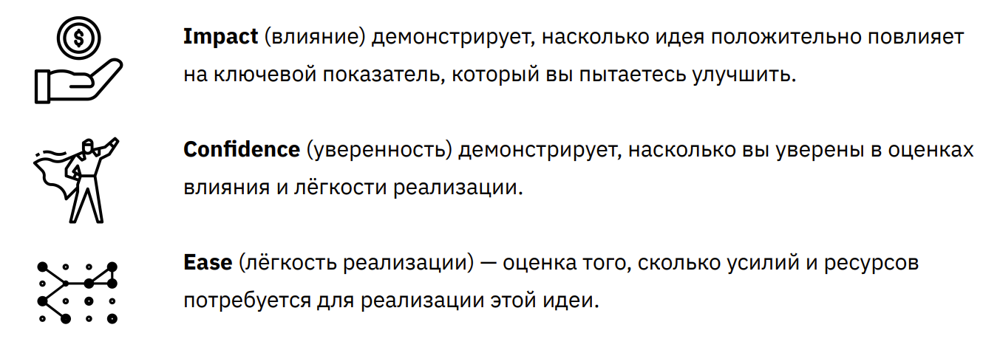 $
Impact (влияние) демонстрирует, насколько идея положительно повлияет
на ключевой показатель, который вы пытаетесь улучшить.
Confidence (уверенность) демонстрирует, насколько вы уверены в оценках
влияния и лёгкости реализации.
Ease (лёгкость реализации) — оценка того, сколько усилий и ресурсов
потребуется для реализации этой идеи.